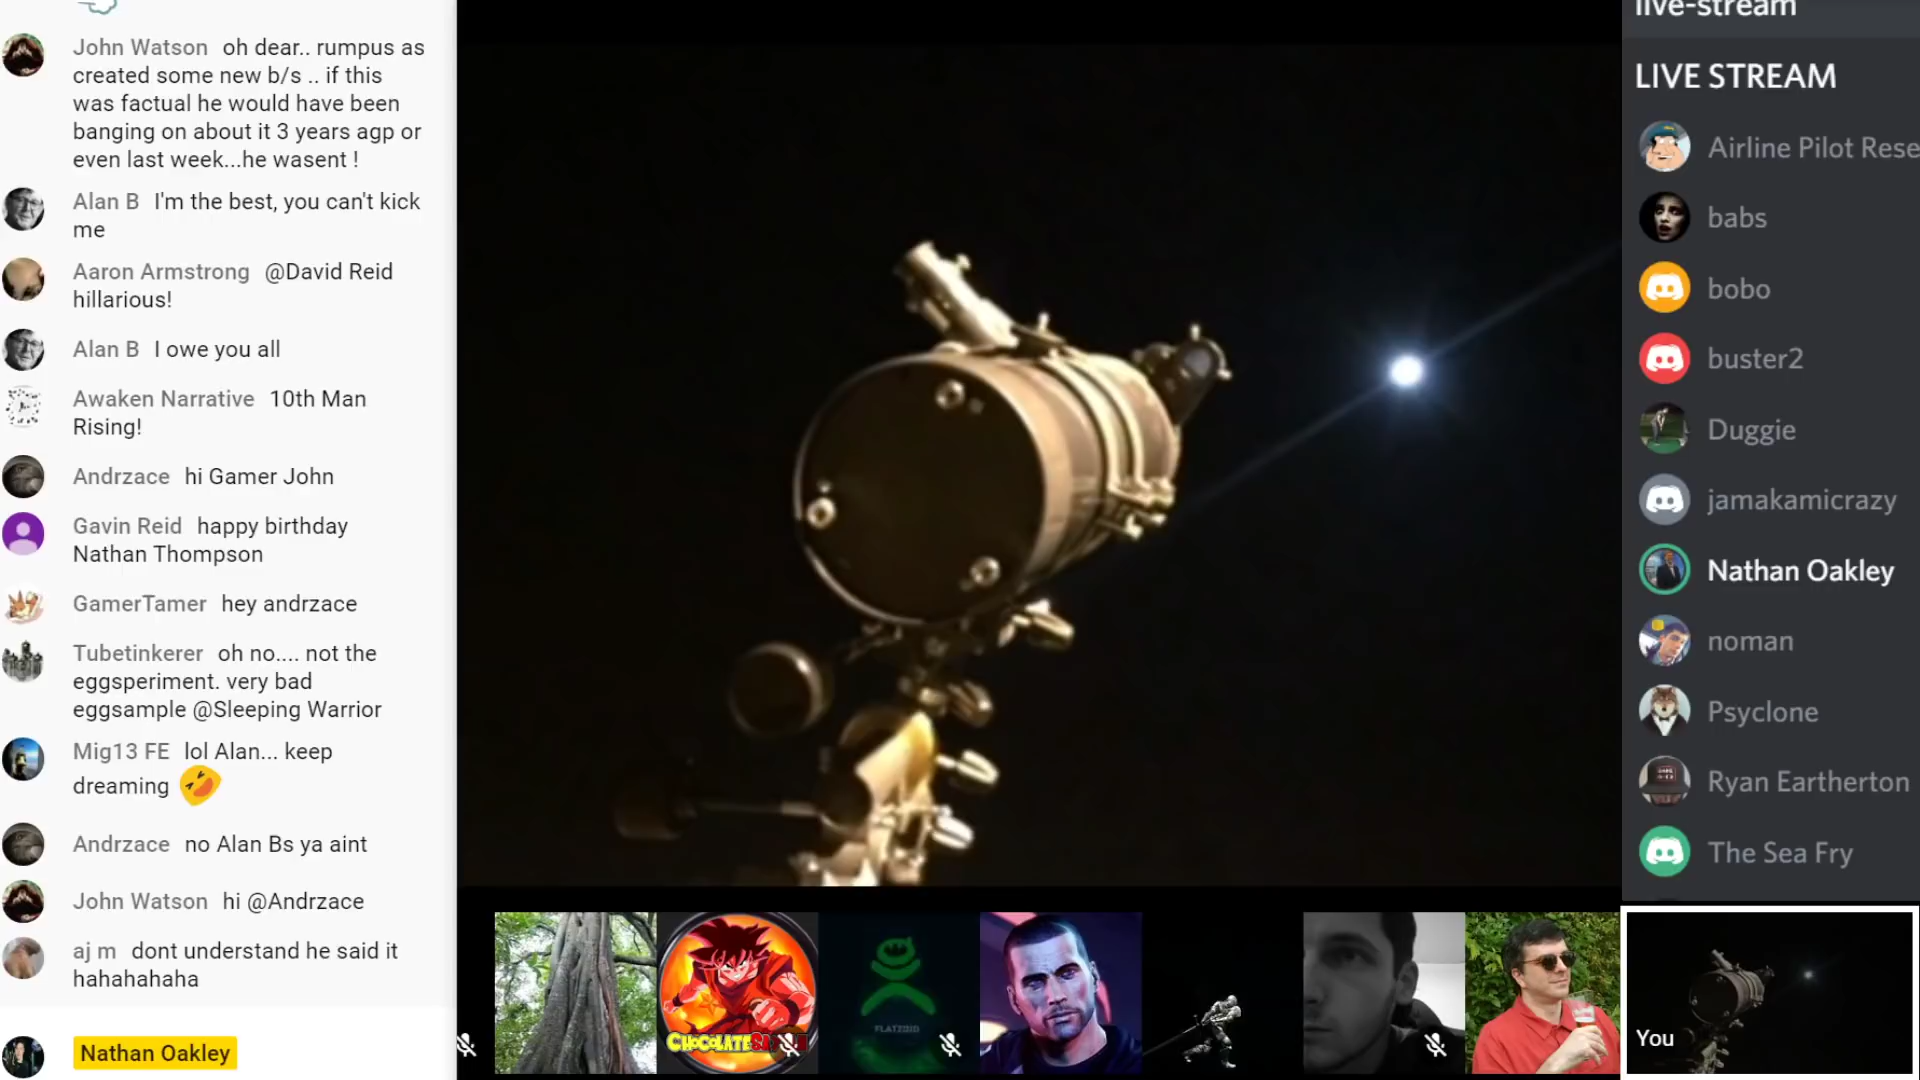 John Watson oh dear.. rumpus as
created some new b/s .. if this
was factual he would have been
banging on about it 3 years agp or
even last week...he wasent !
Alan B I'm the best, you can't kick
me
Aaron Armstrong @David Reid
hillarious!
Alan B I owe you all
Awaken Narrative 10th Man
Rising!
Andrzace hi Gamer John
Gavin Reid happy birthday
Nathan Thompson
GamerTamer hey andrzace
Tubetinkerer oh no.... not the
eggsperiment. very bad
eggsample @Sleeping Warrior
Mig13 FE lol Alan... keep
dreaming
Andrzace no Alan Bs ya aint
John Watson hi @Andrzace
aj m dont understand he said it
hahahahaha
Nathan Oakley
FLATZOID
You
live-stream
LIVE STREAM
Airline Pilot Rese
babs
bobo
buster2
Duggie
jamakamicrazy
Nathan Oakley
noman
Psyclone
Ryan Eartherton
The Sea Fry